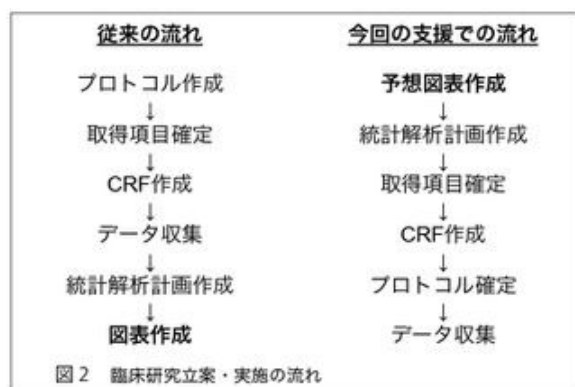 従来の流れ
プロトコル作成
↓
取得項目確定
↓
CRF作成
↓
データ収集
↓
統計解析計画作成
↓
図表作成
今回の支援での流れ
予想図表作成
↓
統計解析計画作成
↓
取得項目確定
↓
CRF作成
↓
プロトコル確定
↓
データ収集
図2 臨床研究立案・実施の流れ